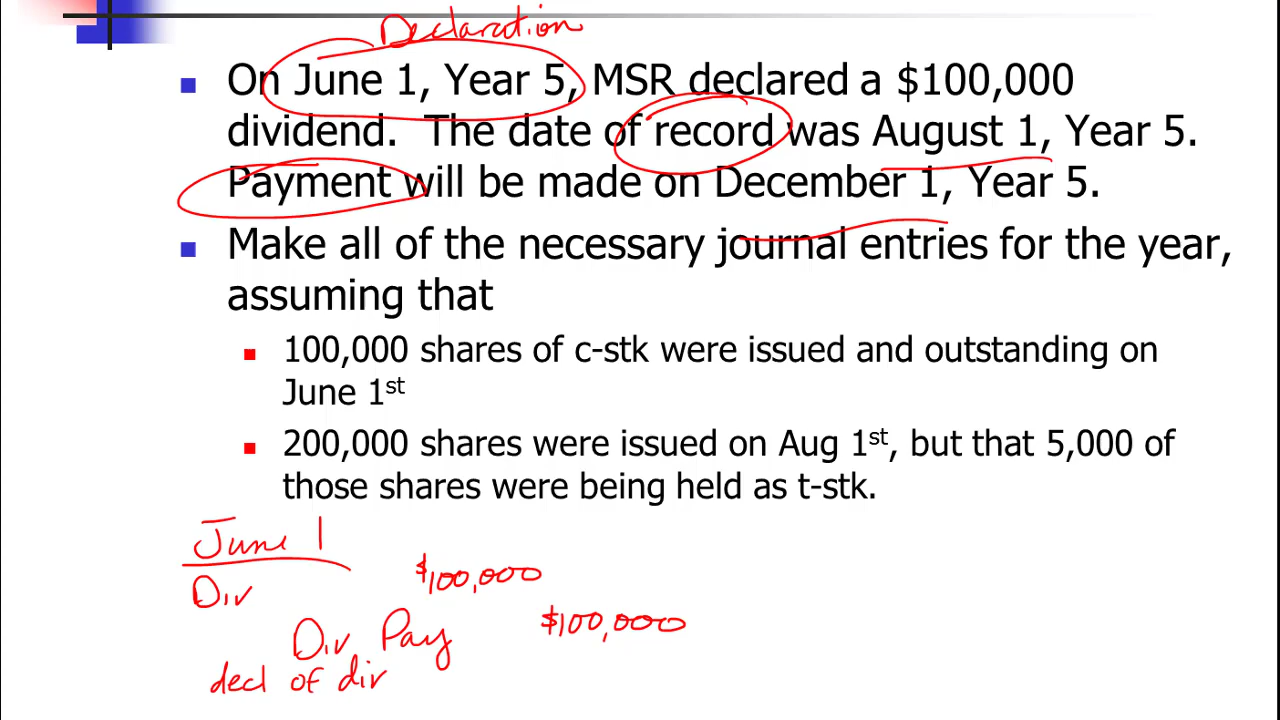 Declaration
On June 1, Year 5, MSR declared a $100,000
dividend. The date of record was August 1, Year 5.
Payment will be made on December 1, Year 5.
Make all of the necessary journal entries for the year,
assuming that
100,000 shares of c-stk were issued and outstanding on
June 1st
200,000 shares were issued on Aug 1st, but that 5,000 of
those shares were being held as t-stk.
June 1
Div $100,000
Div Pay $100,000
decl of div